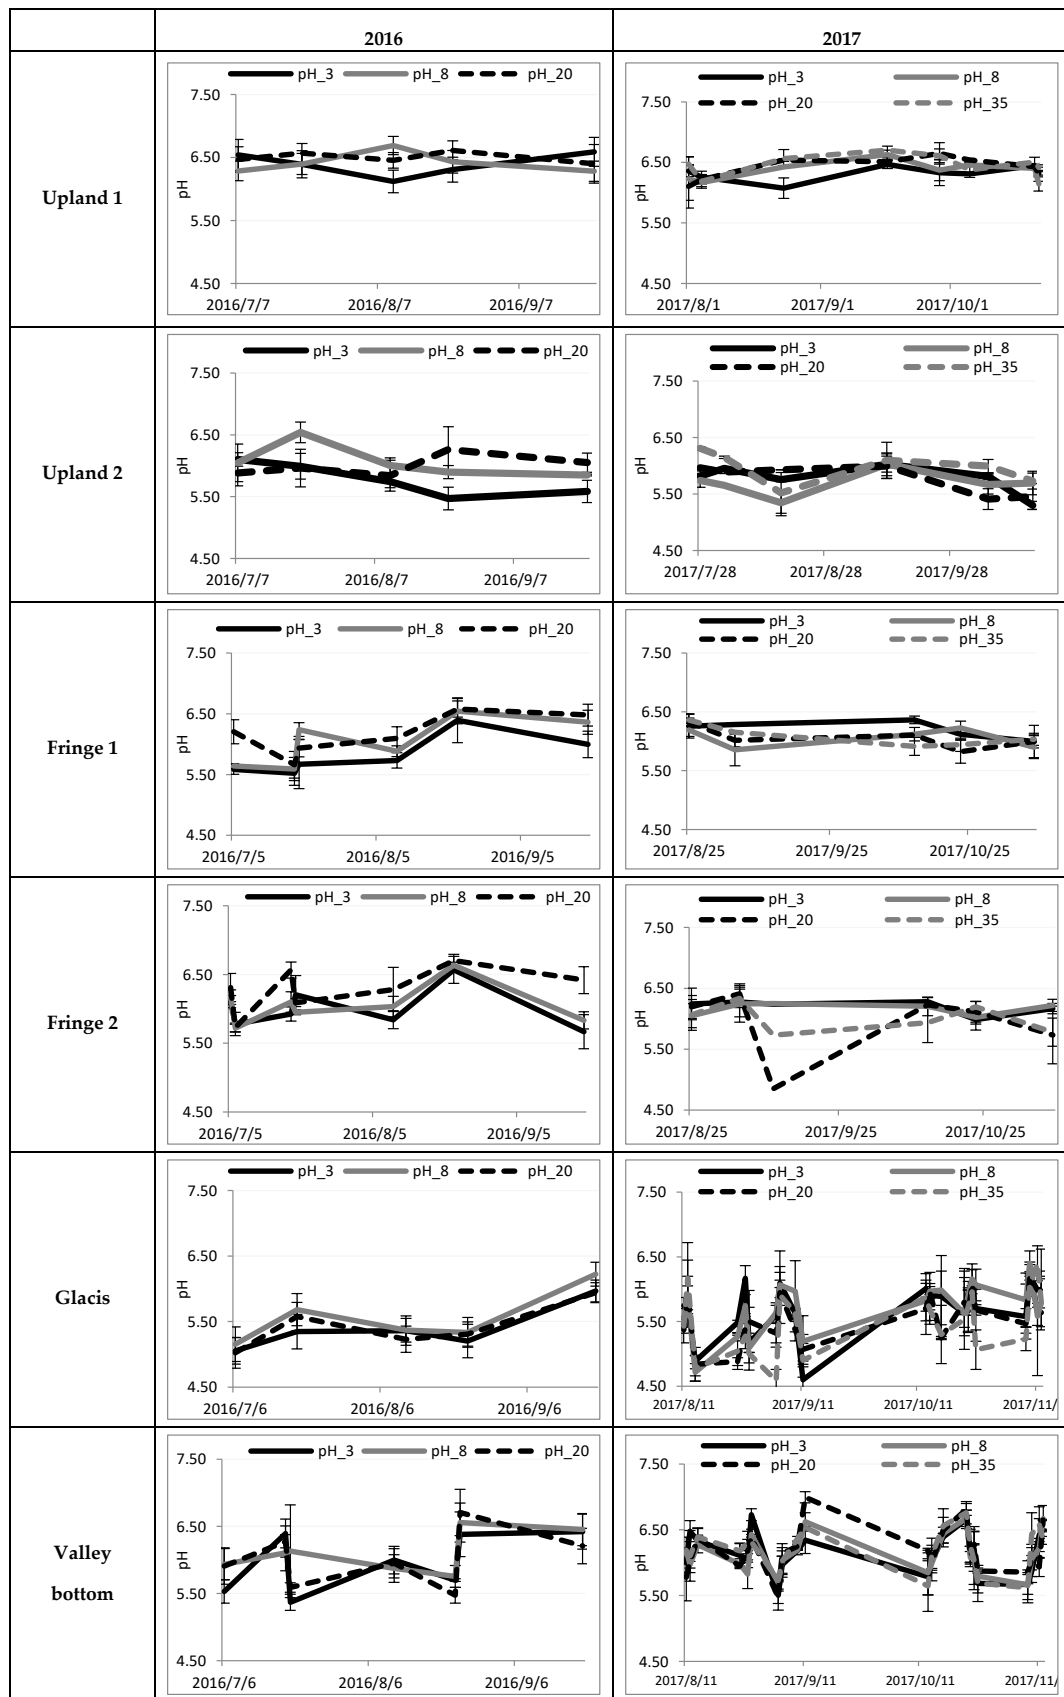 2016 2017
Upland 1
pH_3 pH_8 pH_20
7.50
6.50
5.50
4.50
pH
2016/7/7 2016/8/7 2016/9/7
pH_3 pH_8
pH_20 pH_35
7.50
6.50
5.50
4.50
pH
2017/8/1 2017/9/1 2017/10/1
Upland 2
pH_3 pH_8 pH_20
7.50
6.50
5.50
4.50
pH
2016/7/7 2016/8/7 2016/9/7
pH_3 pH_8
pH_20 pH_35
7.50
6.50
5.50
4.50
pH
2017/7/28 2017/8/28 2017/9/28
Fringe 1
pH_3 pH_8 pH_20
7.50
6.50
5.50
4.50
pH
2016/7/5 2016/8/5 2016/9/5
pH_3 pH_8
pH_20 pH_35
7.50
6.50
5.50
4.50
pH
2017/8/25 2017/9/25 2017/10/25
Fringe 2
pH_3 pH_8 pH_20
7.50
6.50
5.50
4.50
pH
2016/7/5 2016/8/5 2016/9/5
pH_3 pH_8
pH_20 pH_35
7.50
6.50
5.50
4.50
pH
2017/8/25 2017/9/25 2017/10/25
Glacis
pH_3 pH_8 pH_20
7.50
6.50
5.50
4.50
pH
2016/7/6 2016/8/6 2016/9/6
pH_3 pH_8
pH_20 pH_35
7.50
6.50
5.50
4.50
pH
2017/8/11 2017/9/11 2017/10/11 2017/11/
Valley
bottom
pH_3 pH_8 pH_20
7.50
6.50
5.50
4.50
pH
2016/7/6 2016/8/6 2016/9/6
pH_3 pH_8
pH_20 pH_35
7.50
6.50
5.50
4.50
pH
2017/8/11 2017/9/11 2017/10/11 2017/11/